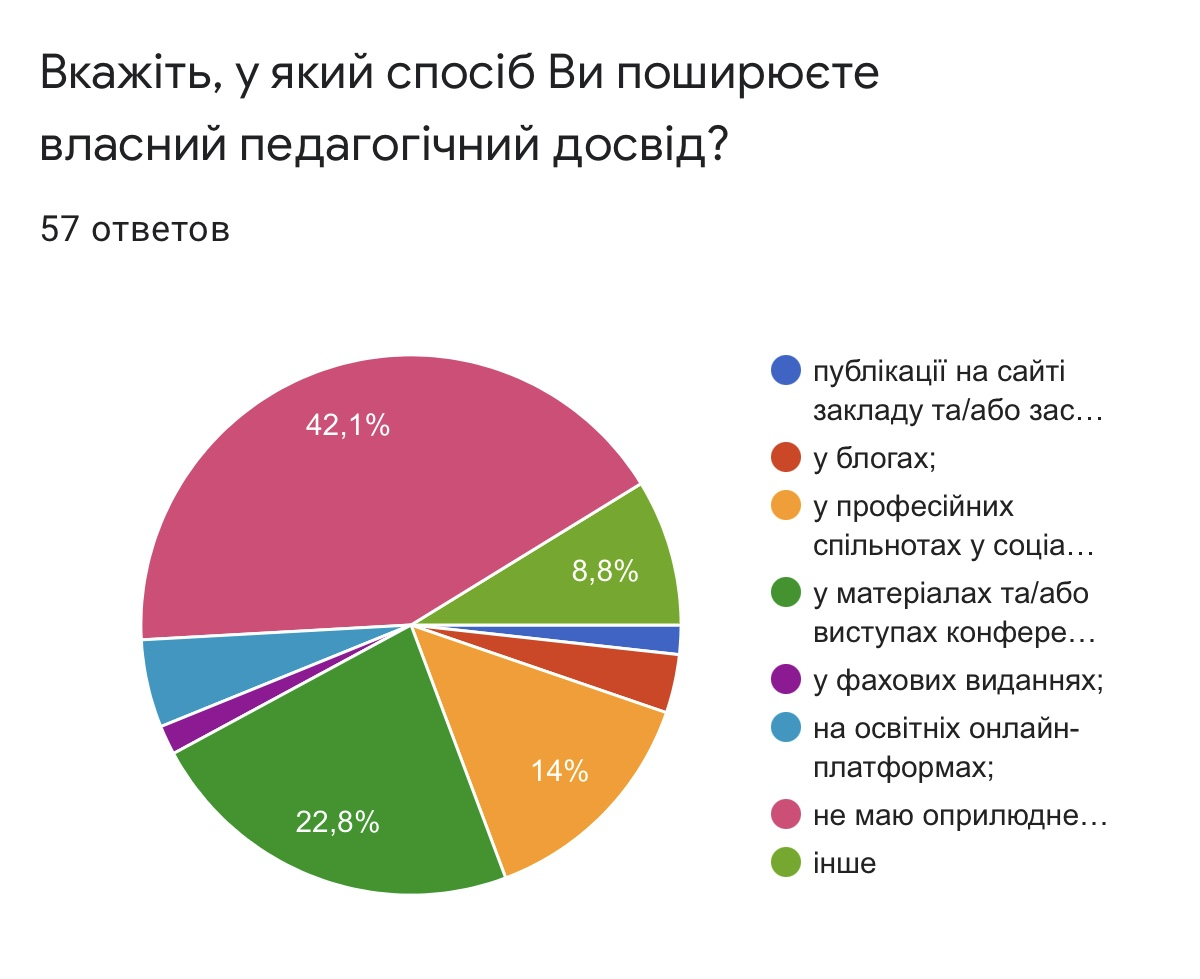 Вкажіть, у який спосіб Ви поширюєте
власний педагогічний досвід?
57 ответов
42,1%
8,8%
14%
22,8%
публікації на сайті
закладу та/або зас…
у блогах;
у професійних
спільнотах у соціа…
у матеріалах та/або
виступах конфере…
у фахових виданнях;
на освітніх онлайн-
платформах;
не маю оприлюдне…
інше